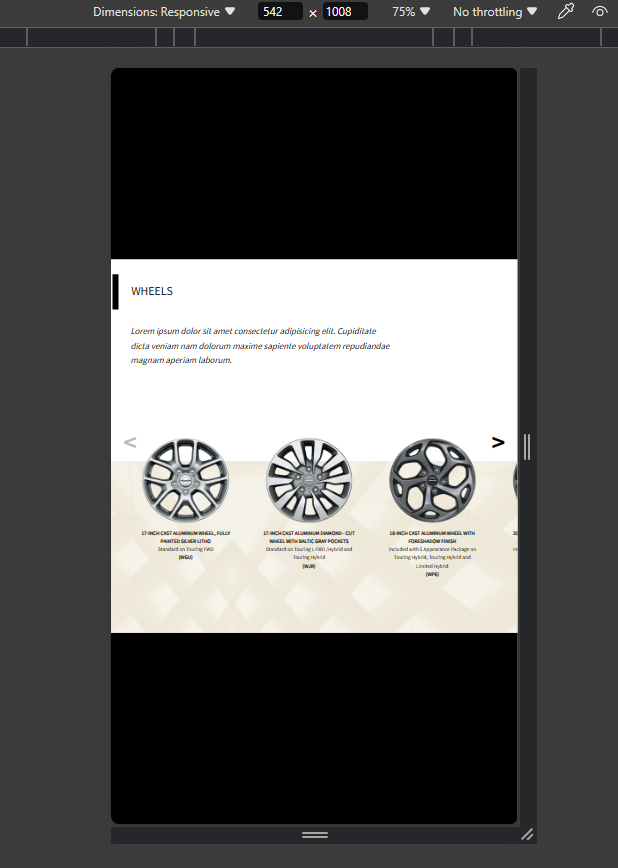 Dimensions: Responsive ▼ 542 × 1008 75% ▼ No throttling ▼
WHEELS
Lorem ipsum dolor sit amet consectetur adipisicing elit. Cupiditate
dicta veniam nam dolorum maxime sapiente voluptatem repudiandae
magnam aperiam laborum.
< >
17-INCH CAST ALUMINUM WHEEL, FULLY
PAINTED SILVER LITHO
Standard on Touring FWD
(WGU)
17-INCH CAST ALUMINUM DIAMOND - CUT
WHEEL WITH BALTIC GRAY POCKETS
Standard on Touring L FWD /Hybrid and
Touring Hybrid
(WJR)
18-INCH CAST ALUMINUM WHEEL WITH
FORESHADOW FINISH
Included with S Appearance Package on
Touring Hybrid, Touring Hybrid and
Limited Hybrid
(WPE)